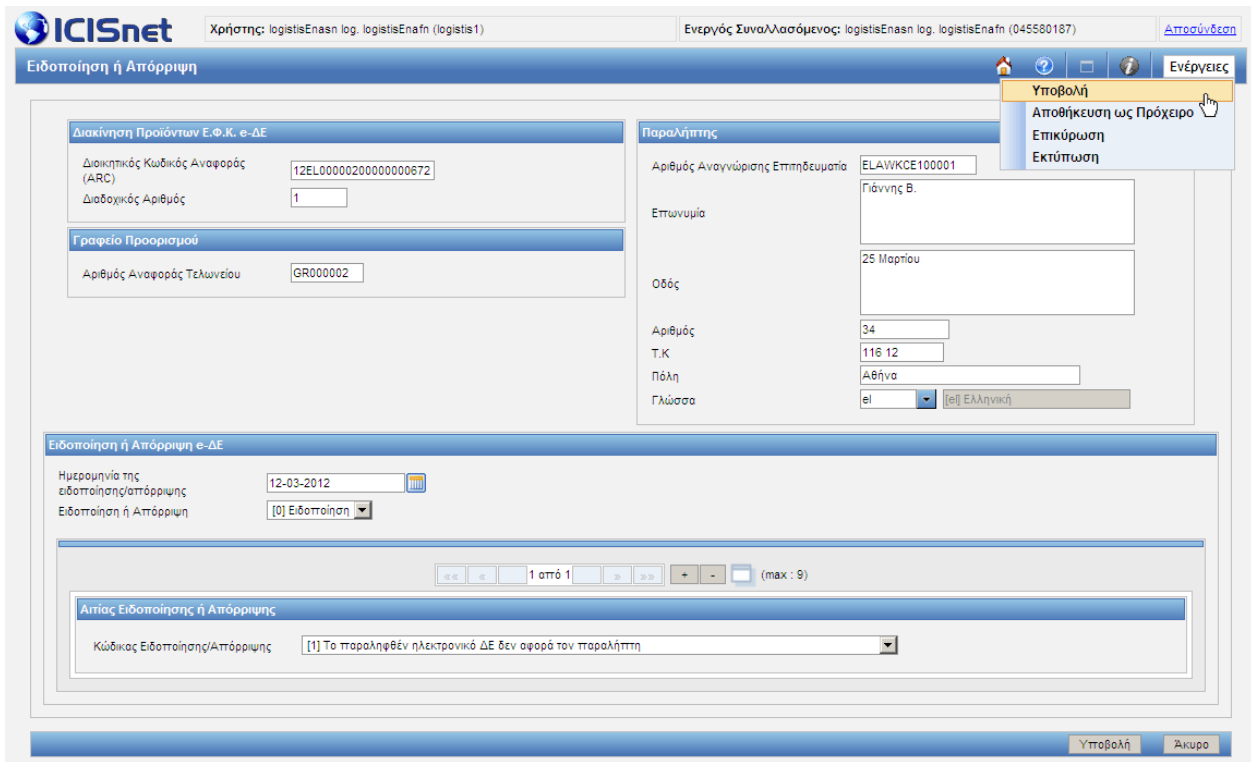 ICISnet
Χρήστης: logistisEnasn log. logistisEnafn (logistis1)
Ενεργός Συναλλασόμενος: logistisEnasn log. logistisEnafn (045580187)
Αποσύνδεση
Ειδοποίηση ή Απόρριψη
Ενέργειες
Υποβολή
Αποθήκευση ως Πρόχειρο
Επικύρωση
Εκτύπωση
Διακίνηση Προϊόντων Ε.Φ.Κ. e-ΔΕ
Διοικητικός Κωδικός Αναφοράς (ARC)
12EL00000200000000672
Διαδοχικός Αριθμός
1
Γραφείο Προορισμού
Αριθμός Αναφοράς Τελωνείου
GR000002
Παραλήπτης
Αριθμός Αναγνώρισης Επιτηδευματία
ELAWKCE100001
Επωνυμία
Γιάννης Β.
Οδός
25 Μαρτίου
Αριθμός
34
Τ.Κ
116 12
Πόλη
Αθήνα
Γλώσσα
el
[el] Ελληνική
Ειδοποίηση ή Απόρριψη e-ΔΕ
Ημερομηνία της ειδοποίησης/απόρριψης
12-03-2012
Ειδοποίηση ή Απόρριψη
[0] Ειδοποίηση
«« « 1 από 1 » »» + - (max : 9)
Αιτίας Ειδοποίησης ή Απόρριψης
Κώδικας Ειδοποίησης/Απόρριψης
[1] Το παραληφθέν ηλεκτρονικό ΔΕ δεν αφορά τον παραλήπτη
Υποβολή
Άκυρο